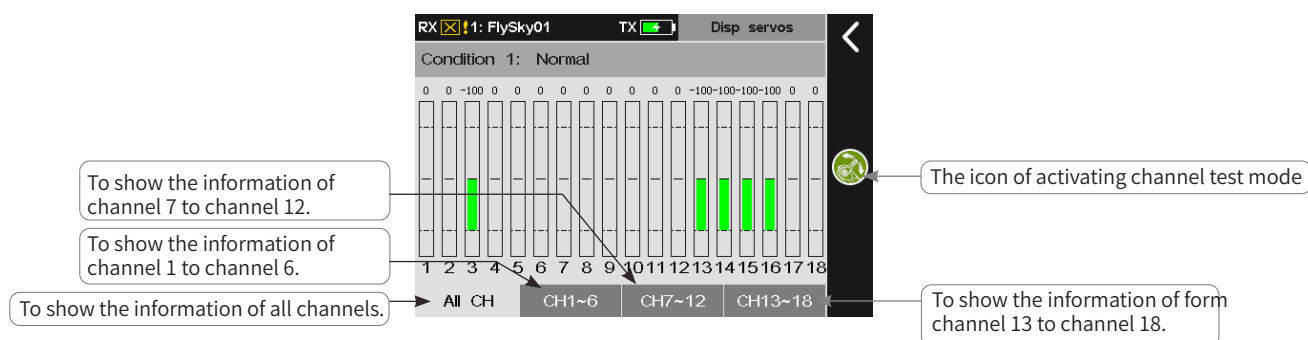 RX 1: FlySky01 TX Disp servos
Condition 1: Normal
0 0 -100 0 0 0 0 0 0 0 0 0 -100 -100 -100 -100 0 0
To show the information of
channel 7 to channel 12.
The icon of activating channel test mode
To show the information of
channel 1 to channel 6.
1 2 3 4 5 6 7 8 9 10 11 12 13 14 15 16 17 18
To show the information of all channels.
All CH CH1~6 CH7~12 CH13~18
To show the information of form
channel 13 to channel 18.